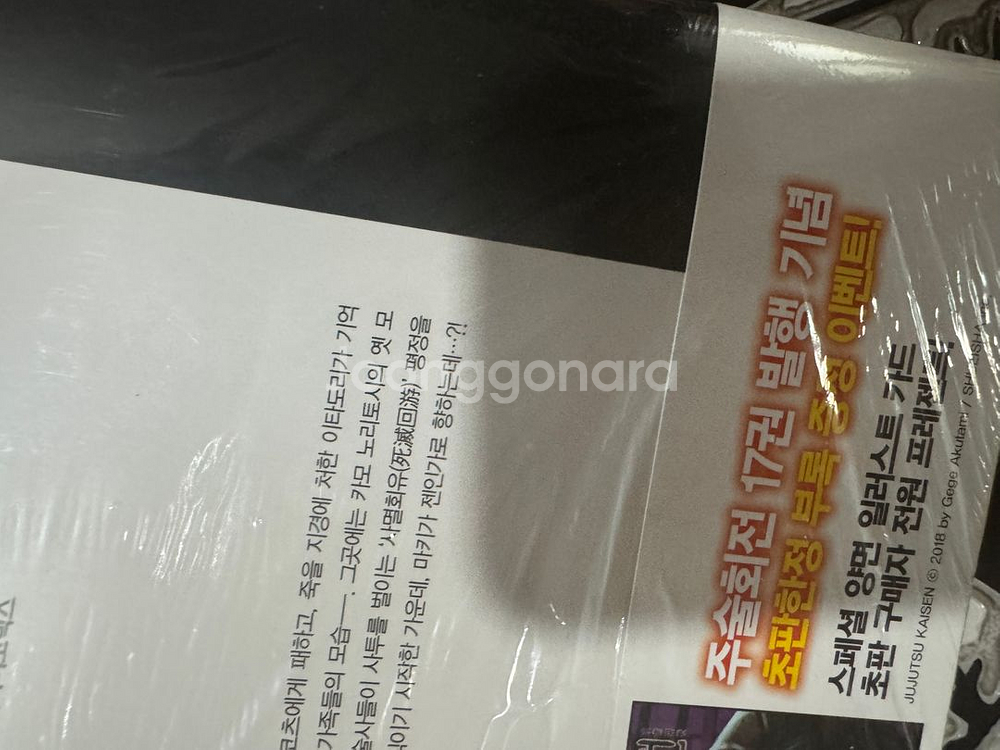 코츠에게 패하고, 죽을 지경에 처한 이타도리가 기억
가족들의 모습──. 그곳에는 카모 노리토시의 옛 모
술사들이 사투를 벌이는 '사멸회유(死滅回游)' 평정을
직이기 시작한 가운데, 마키가 젠인가로 향하는데…?!
주술회전 17권 발행 기념
초판한정 부록 증정 이벤트!
스페셜 양면 일러스트 카드
초판 구매자 전원 프레젠트!
JUJUTSU KAISEN ⓒ 2018 by Gege Akutami / SHUEISHA
joonggonara